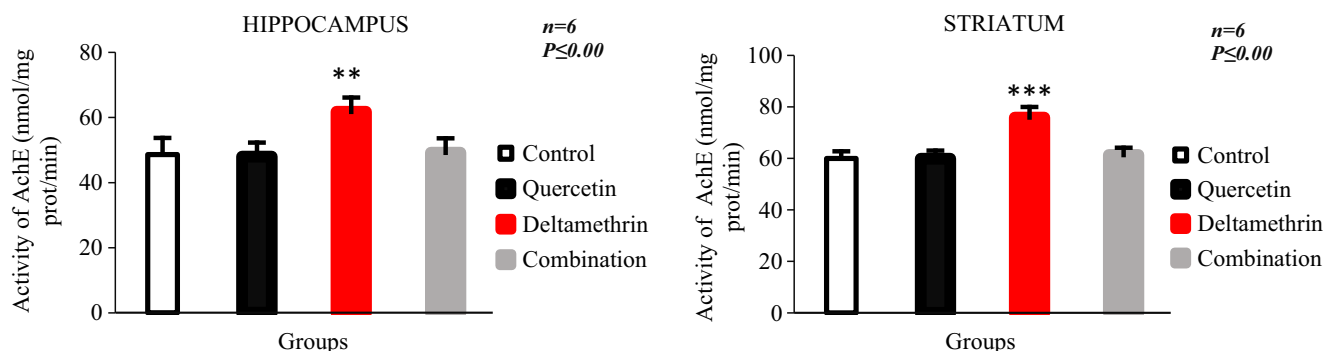 HIPPOCAMPUS
n=6
P≤0.00
Activity of AchE (nmol/mg
prot/min)
80
60
40
20
0
**
Control
Quercetin
Deltamethrin
Combination
Groups
STRIATUM
n=6
P≤0.00
Activity of AchE (nmol/mg
prot/min)
100
80
60
40
20
0
***
Control
Quercetin
Deltamethrin
Combination
Groups